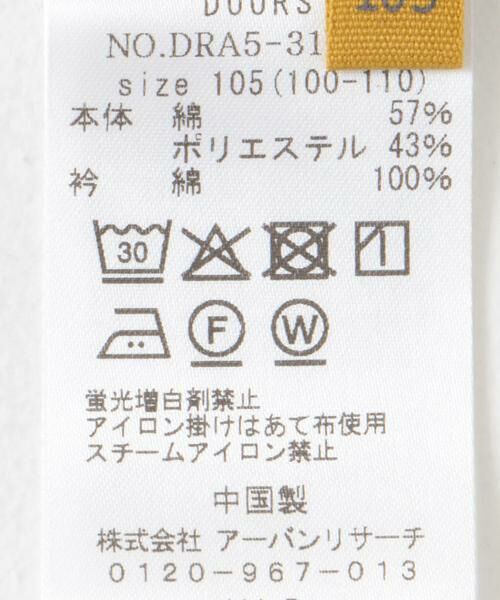 DOORS
105
NO.DRA5-31
size 105(100-110)
本体 綿 57%
ポリエステル 43%
衿 綿 100%
30
F W
蛍光増白剤禁止
アイロン掛けはあて布使用
スチームアイロン禁止
中国製
株式会社 アーバンリサーチ
0120-967-013